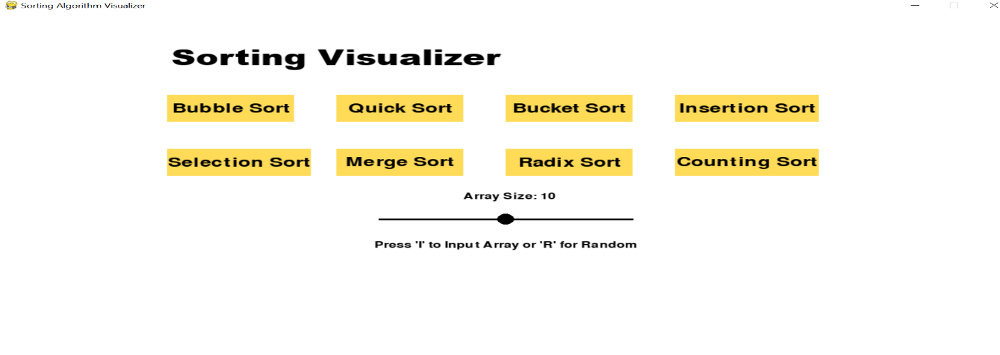 Sorting Algorithm Visualizer
Sorting Visualizer
Bubble Sort Quick Sort Bucket Sort Insertion Sort
Selection Sort Merge Sort Radix Sort Counting Sort
Array Size: 10
Press 'I' to Input Array or 'R' for Random